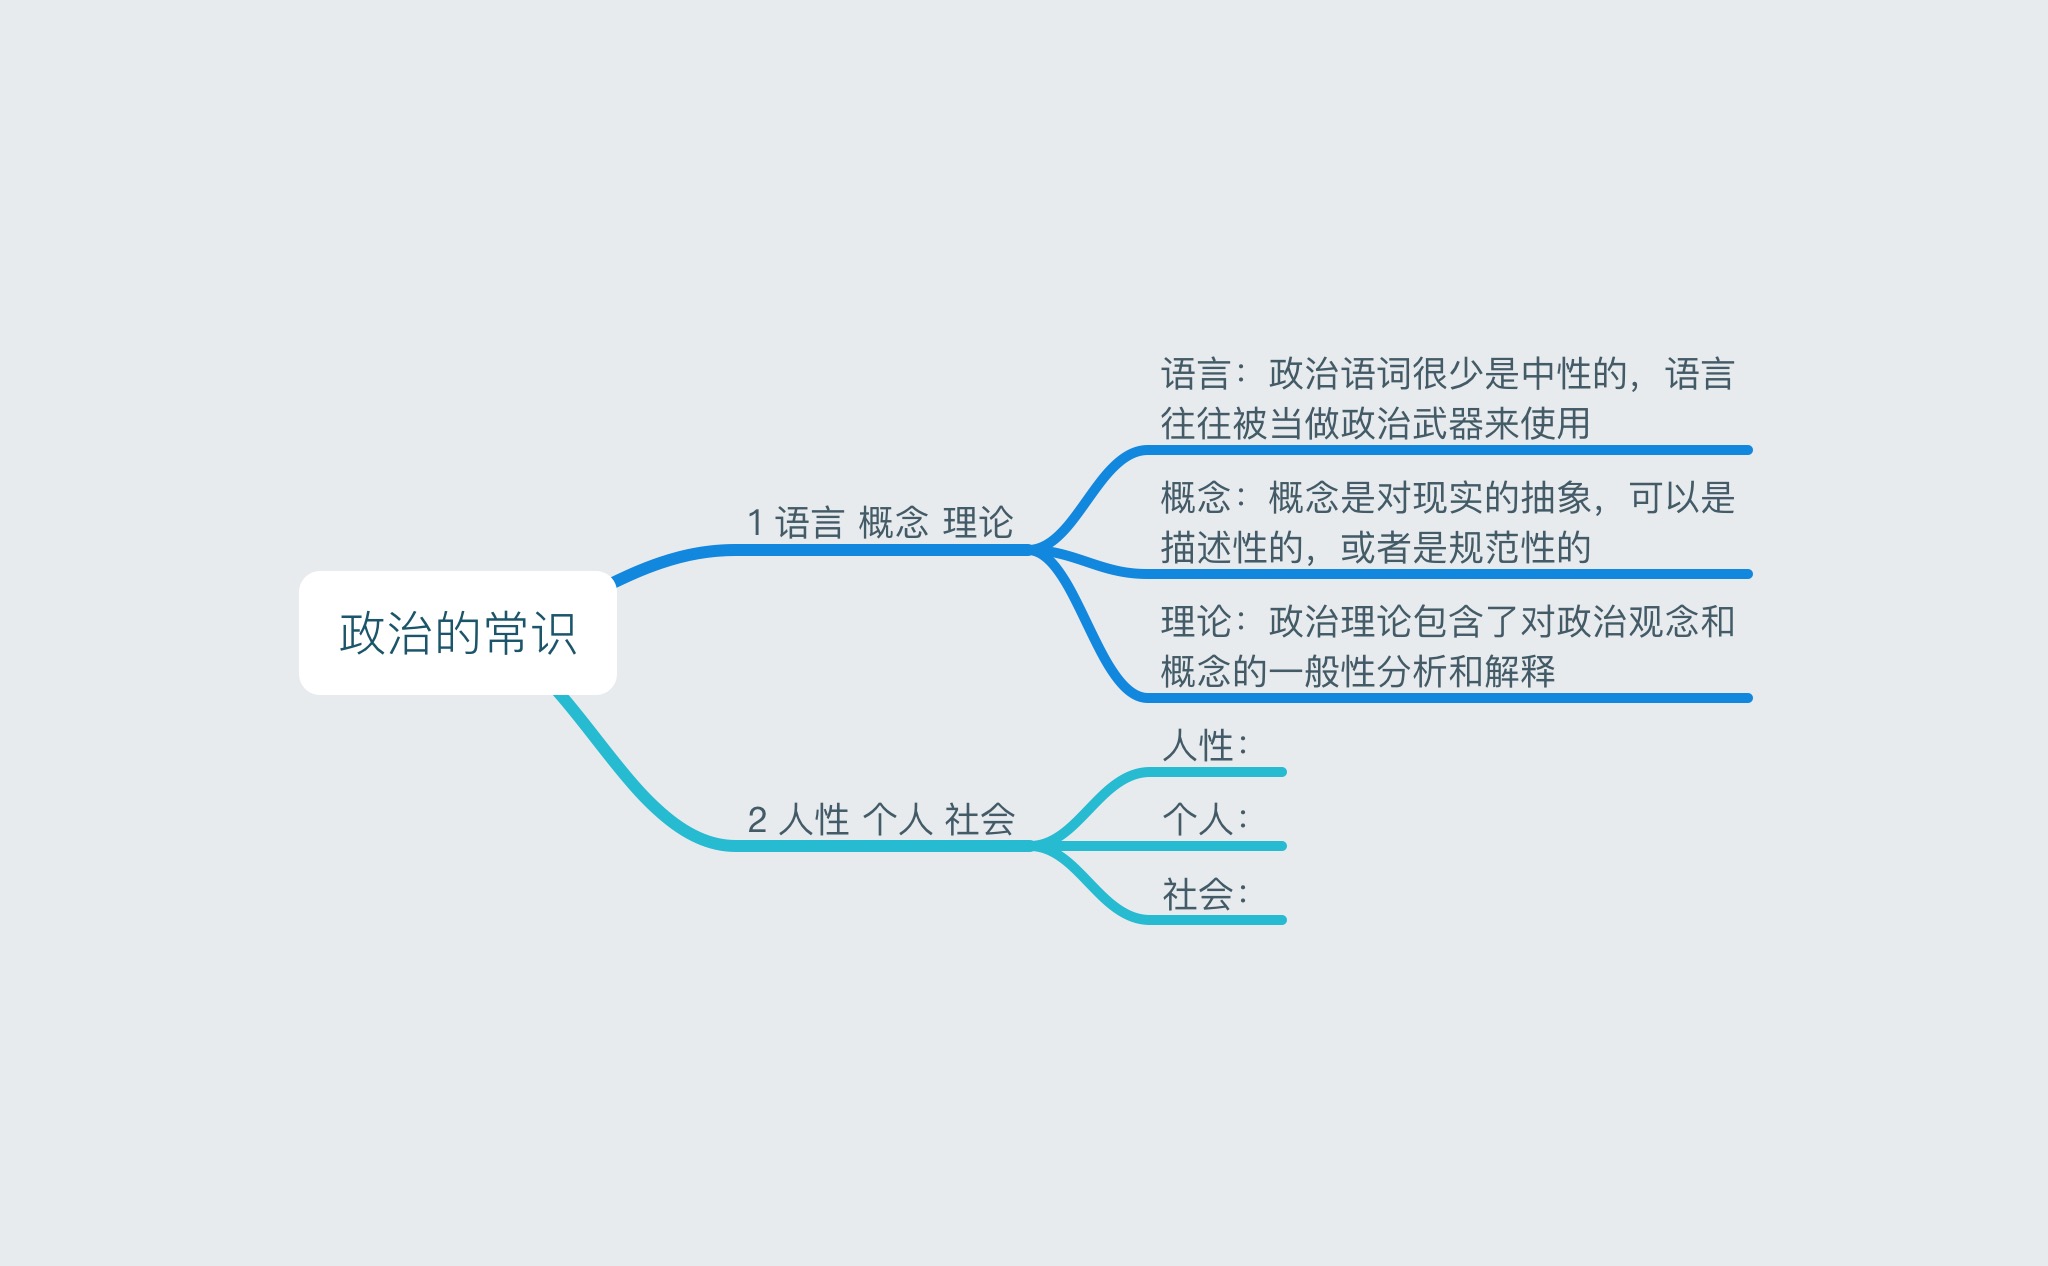 政治的常识
1 语言 概念 理论
语言：政治语词很少是中性的，语言
往往被当做政治武器来使用
概念：概念是对现实的抽象，可以是
描述性的，或者是规范性的
理论：政治理论包含了对政治观念和
概念的一般性分析和解释
2 人性 个人 社会
人性：
个人：
社会：